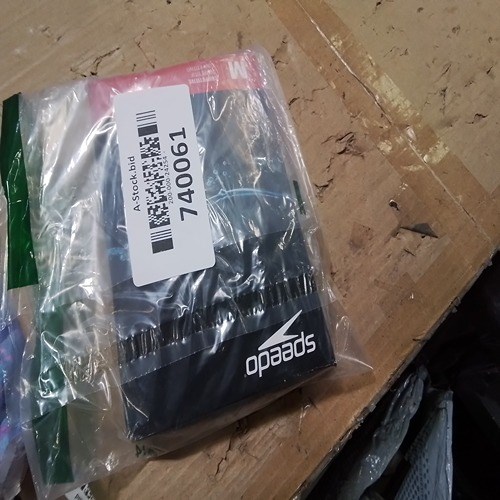 A-Stock.bid
740061
M
speedo